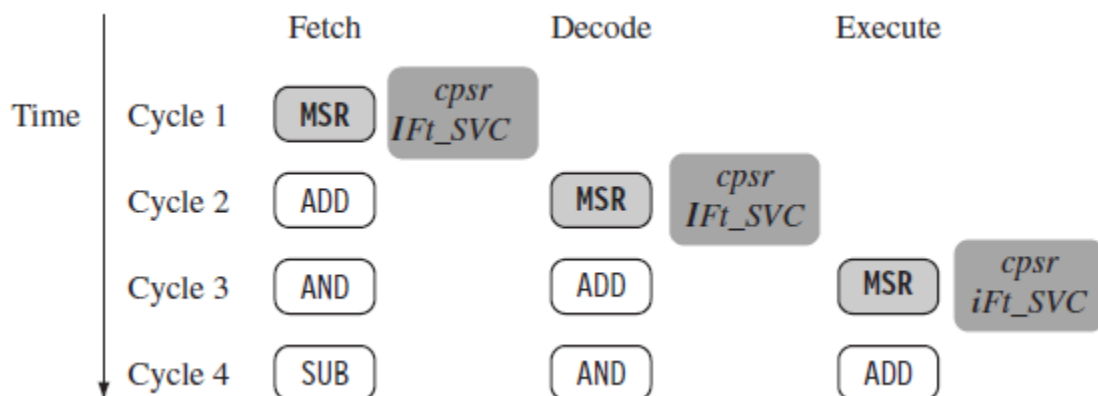 Fetch Decode Execute
Time Cycle 1 MSR cpsr
IFt_SVC
Cycle 2 ADD MSR cpsr
IFt_SVC
Cycle 3 AND ADD MSR cpsr
iFt_SVC
Cycle 4 SUB AND ADD